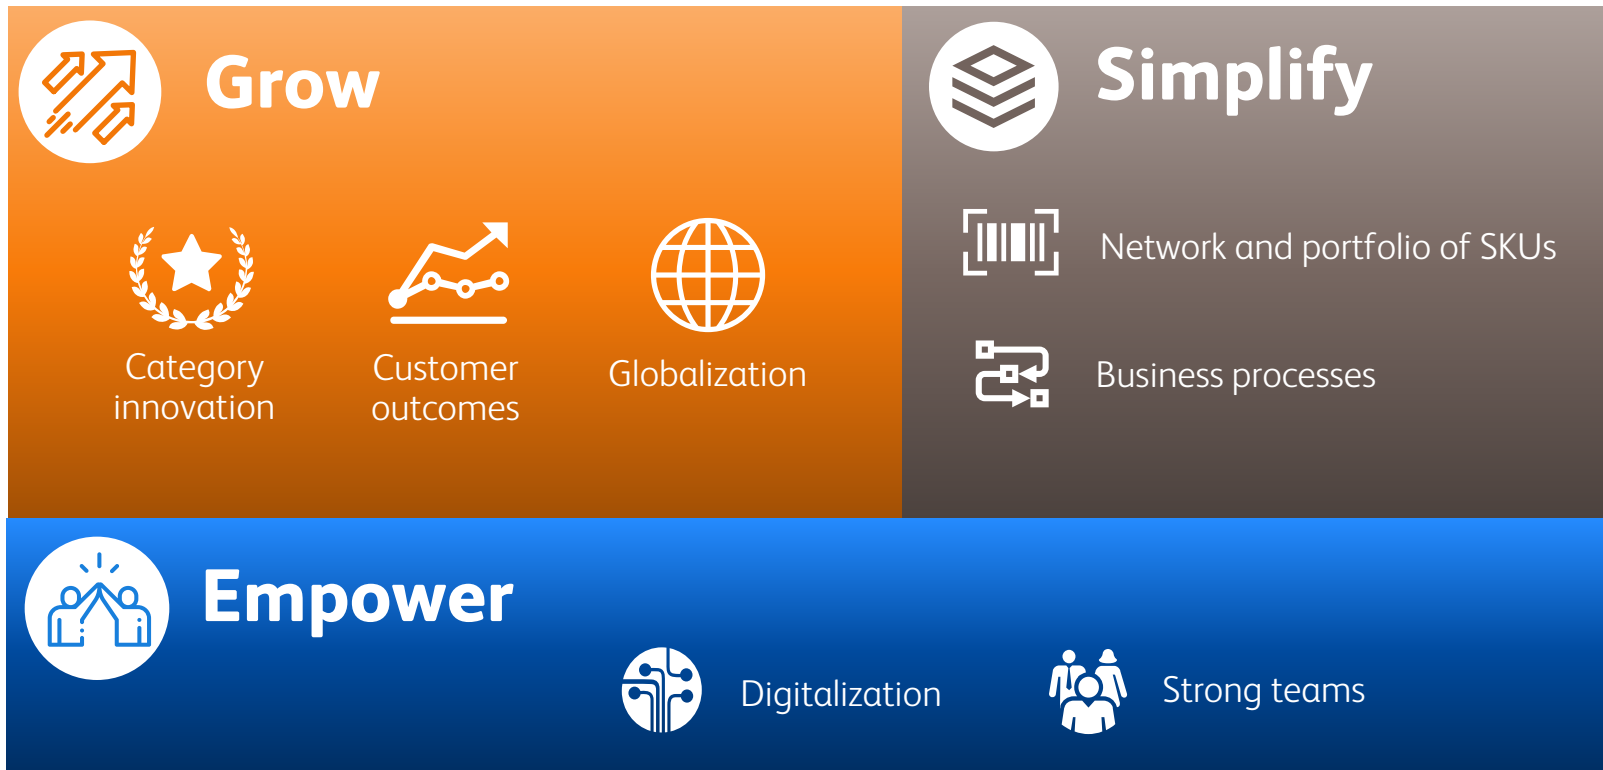 Grow
Category
innovation
Customer
outcomes
Globalization
Simplify
Network and portfolio of SKUs
Business processes
Empower
Digitalization
Strong teams